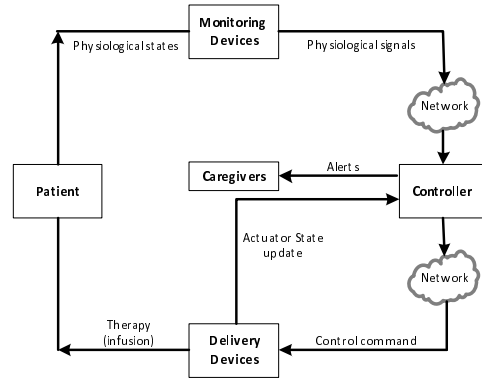 Monitoring
Devices
Physiological states
Physiological signals
Network
Alerts
Caregivers
Patient
Controller
Actuator State
update
Network
Therapy
(infusion)
Delivery
Devices
Control command